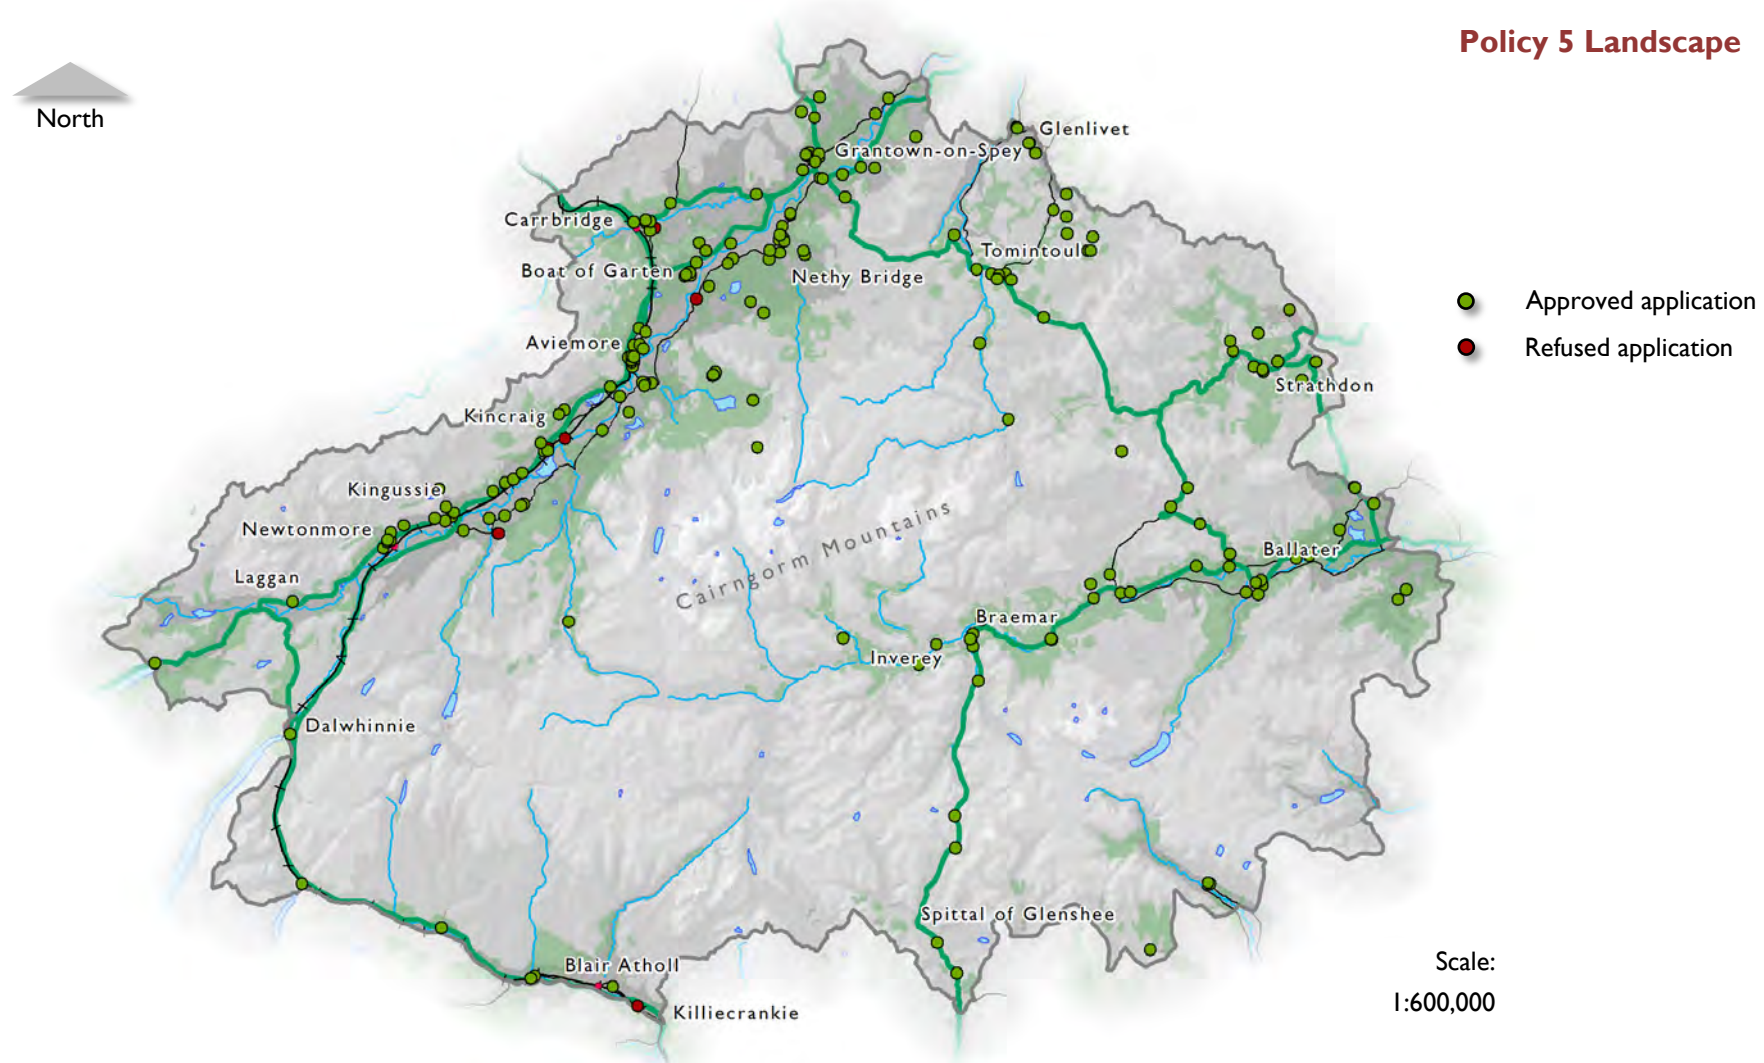 Policy 5 Landscape
North
Glenlivet
Grantown-on-Spey
Carrbridge
Tomintoul
Boat of Garten
Nethy Bridge
Approved application
Aviemore
Refused application
Strathdon
Kincraig
Kingussie
Newtonmore
Cairngorm Mountains
Ballater
Laggan
Braemar
Inverey
Dalwhinnie
Spittal of Glenshee
Blair Atholl
Scale:
1:600,000
Killiecrankie